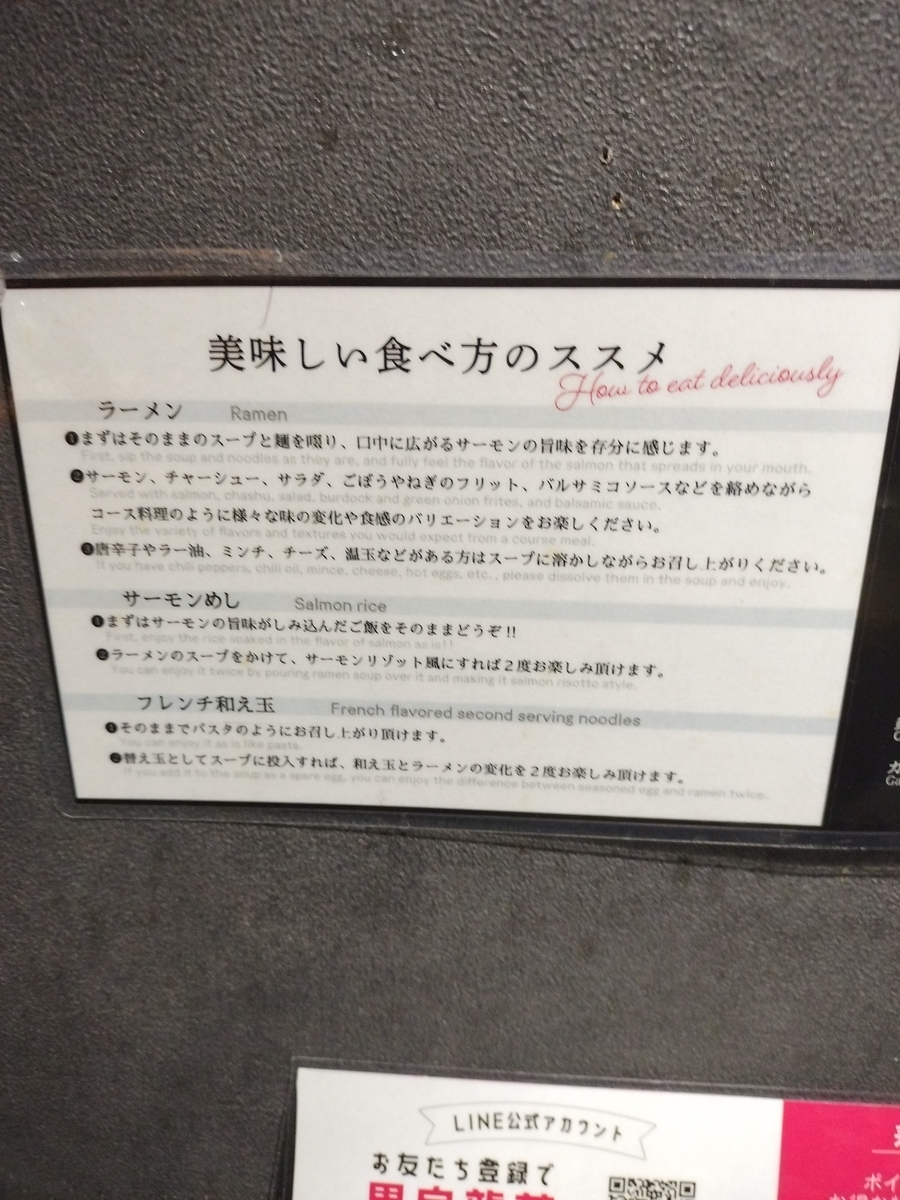 美味しい食べ方のススメ
How to eat deliciously
ラーメン Ramen
❶まずはそのままのスープと麺を啜り、口中に広がるサーモンの旨味を存分に感じます。
First, sip the soup and noodles as they are, and fully feel the flavor of the salmon that spreads in your mouth.
❷サーモン、チャーシュー、サラダ、ごぼうやねぎのフリット、バルサミコソースなどを絡めながら
Served with salmon, chashu, salad, burdock and green onion frites, and balsamic sauce.
コース料理のように様々な味の変化や食感のバリエーションをお楽しみください。
Enjoy the variety of flavors and textures you would expect from a course meal.
❸唐辛子やラー油、ミンチ、チーズ、温玉などがある方はスープに溶かしながらお召し上がりください。
If you have chili peppers, chili oil, mince, cheese, hot eggs, etc., please dissolve them in the soup and enjoy.
サーモンめし Salmon rice
❶まずはサーモンの旨味がしみ込んだご飯をそのままどうぞ!!
First, enjoy the rice soaked in the flavor of salmon as is!!
❷ラーメンのスープをかけて、サーモンリゾット風にすれば２度お楽しみ頂けます。
You can enjoy it twice by pouring ramen soup over it and making it salmon risotto style.
フレンチ和え玉 French flavored second serving noodles
❶そのままでパスタのようにお召し上がり頂けます。
You can enjoy it as is like pasta.
❷替え玉としてスープに投入すれば、和え玉とラーメンの変化を２度お楽しみ頂けます。
If you add it to the soup as a spare egg, you can enjoy the difference between seasoned egg and ramen twice.
LINE公式アカウント
お友だち登録で
ポイ